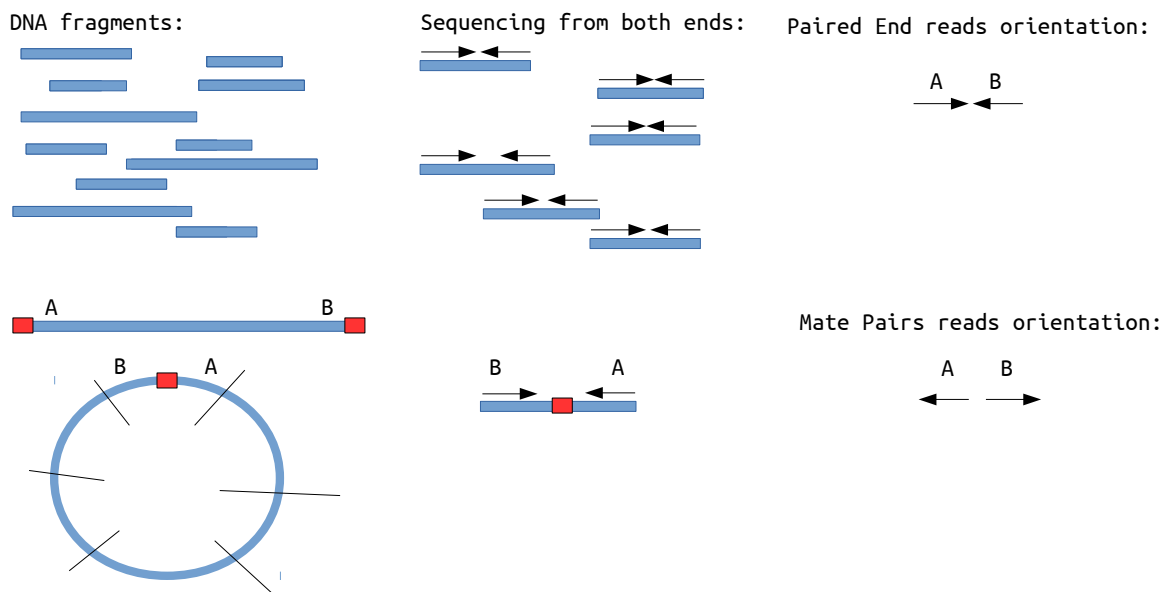 DNA fragments:
Sequencing from both ends:
Paired End reads orientation:
A B
A B
Mate Pairs reads orientation:
B A
B A
A B